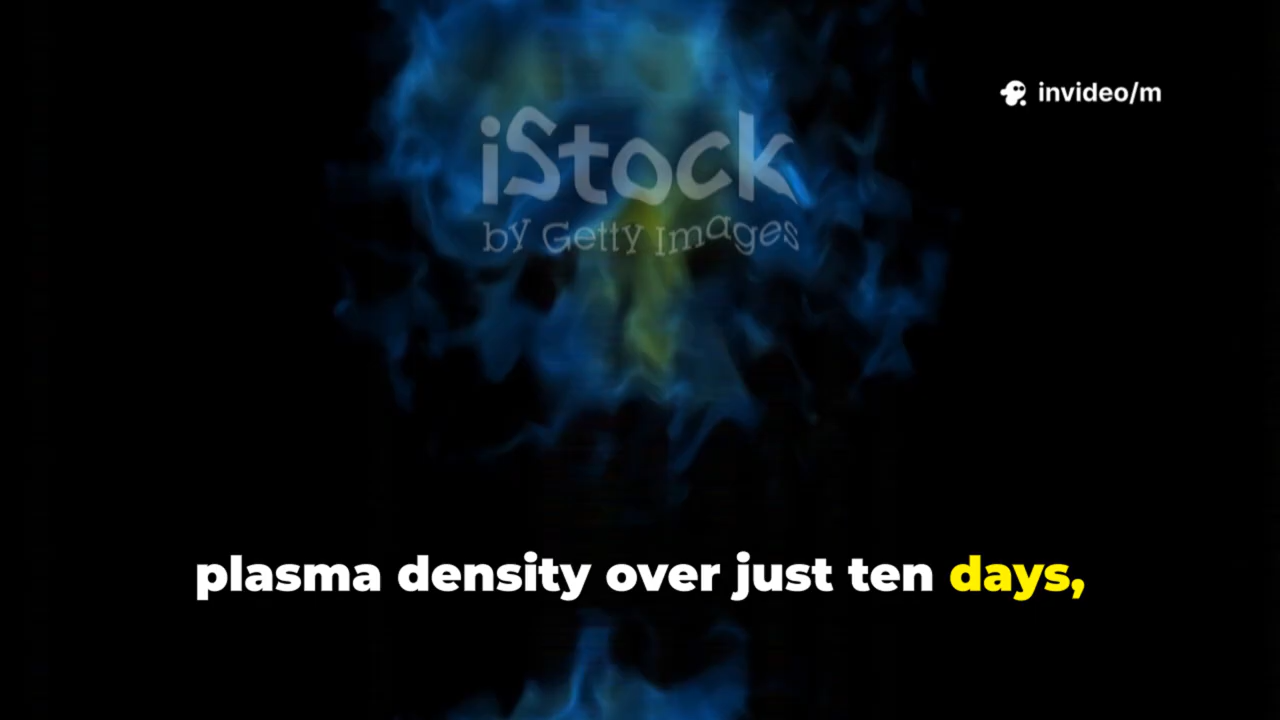 invideo/m
iStock
by Getty Images
plasma density over just ten days,